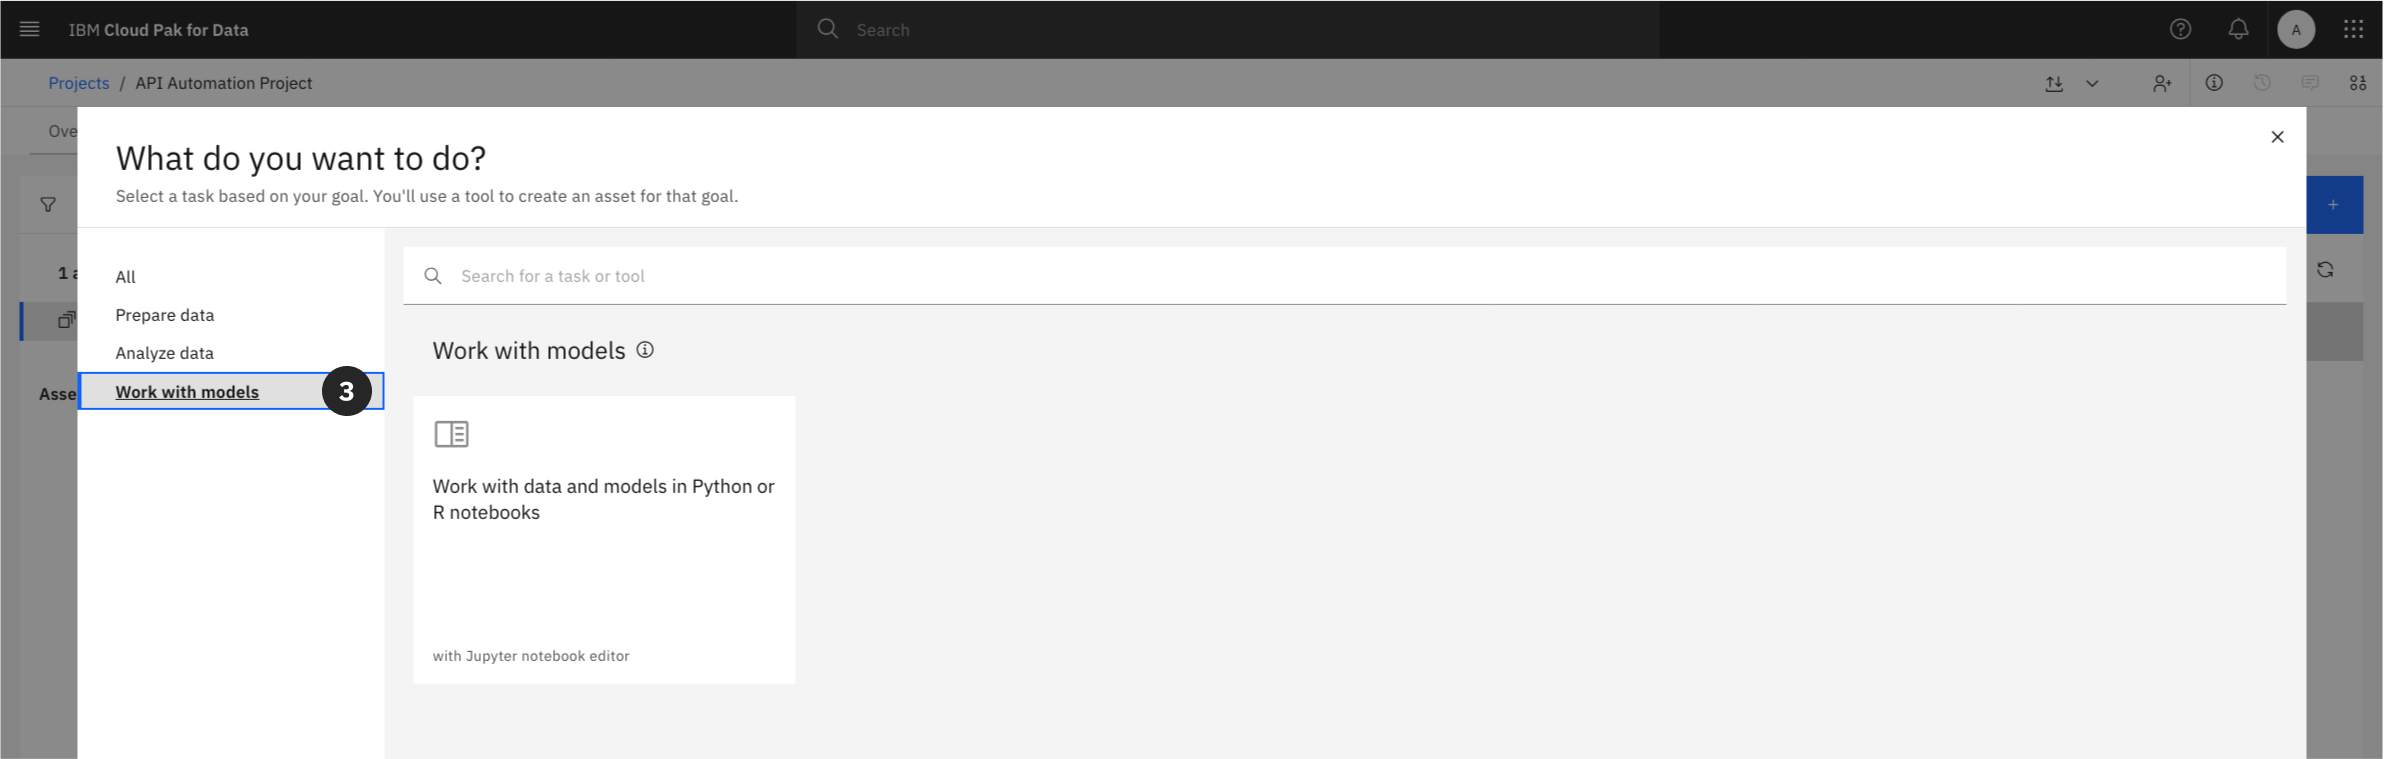 IBM Cloud Pak for Data
Search
A
Projects / API Automation Project
Ove
What do you want to do?
Select a task based on your goal. You'll use a tool to create an asset for that goal.
+
1 a
All
Prepare data
Analyze data
Work with models
3
Asse
Search for a task or tool
Work with models
Work with data and models in Python or
R notebooks
with Jupyter notebook editor